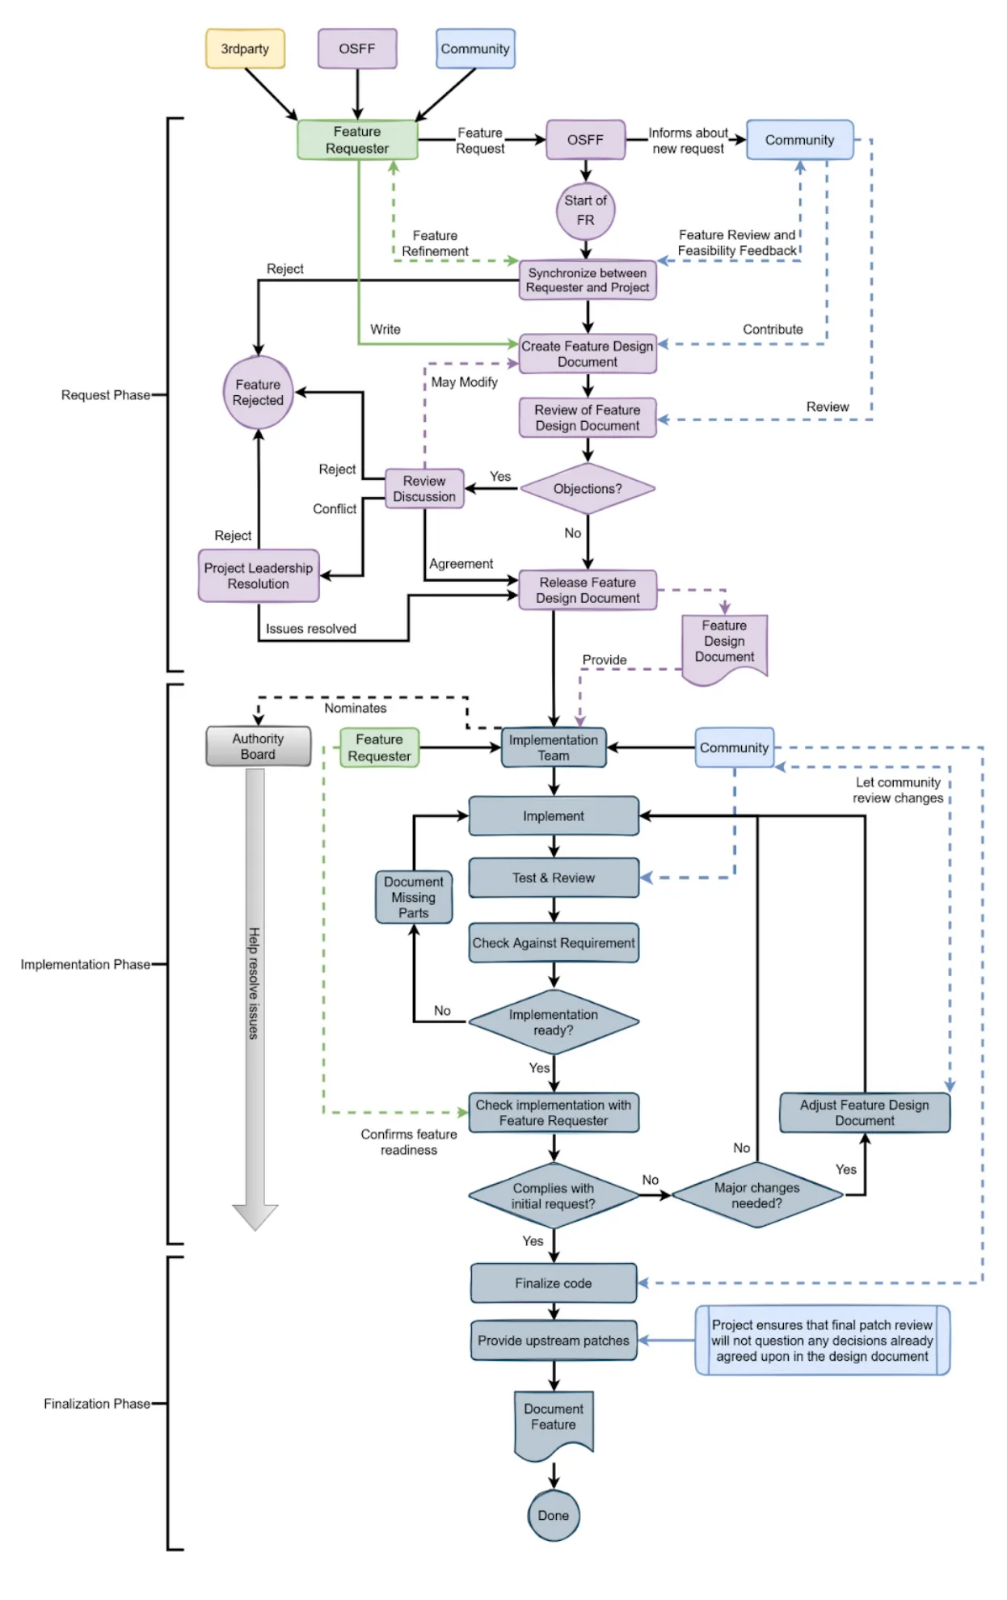 3rdparty
OSFF
Community
Feature
Requester
Feature
Request
OSFF
Informs about
new request
Community
Start of
FR
Feature
Refinement
Feature Review and
Feasibility Feedback
Reject
Synchronize between
Requester and Project
Write
Create Feature Design
Document
Contribute
May Modify
Feature
Rejected
Request Phase
Review of Feature
Design Document
Review
Reject
Review
Discussion
Yes
Objections?
Conflict
No
Reject
Project Leadership
Resolution
Agreement
Release Feature
Design Document
Issues resolved
Feature
Design
Document
Provide
Nominates
Authority
Board
Feature
Requester
Implementation
Team
Community
Let community
review changes
Implement
Document
Missing
Parts
Test & Review
Check Against Requirement
Help resolve issues
Implementation Phase
No
Implementation
ready?
Yes
Check implementation with
Feature Requester
Adjust Feature Design
Document
Confirms feature
readiness
No
Yes
Complies with
initial request?
No
Major changes
needed?
Yes
Finalize code
Provide upstream patches
Project ensures that final patch review
will not question any decisions already
agreed upon in the design document
Finalization Phase
Document
Feature
Done